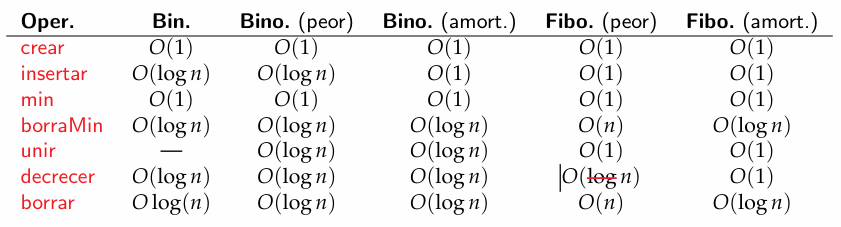 Oper. Bin. Bino. (peor) Bino. (amort.) Fibo. (peor) Fibo. (amort.)
crear O(1) O(1) O(1) O(1) O(1)
insertar O(log n) O(log n) O(1) O(1) O(1)
min O(1) O(1) O(1) O(1) O(1)
borraMin O(log n) O(log n) O(log n) O(n) O(log n)
unir — O(log n) O(log n) O(1) O(1)
decrecer O(log n) O(log n) O(log n) O(log n) O(1)
borrar O log(n) O(log n) O(log n) O(n) O(log n)